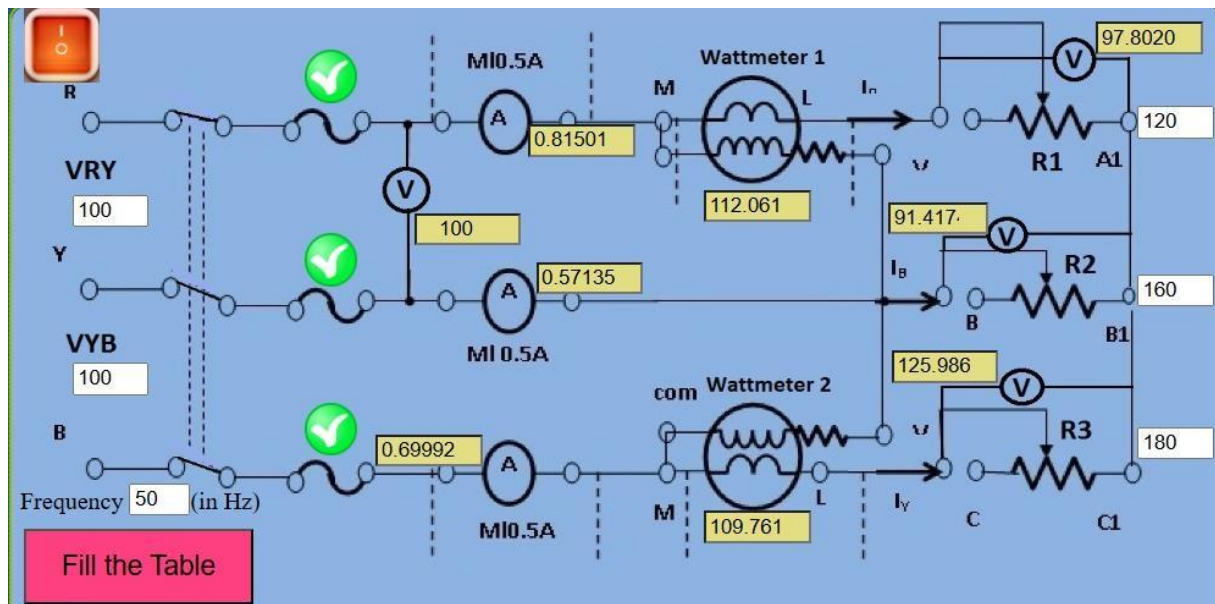 I
O
R
MI0.5A
Wattmeter 1
97.8020
V
M
L
A
0.81501
120
VRY
R1
A1
100
V
112.061
100
91.417
V
Y
0.57135
I_B
R2
A
160
B
B1
VYB
MI 0.5A
100
125.986
Wattmeter 2
V
com
B
0.69992
R3
180
A
Frequency 50 (in Hz)
M
L
I_Y
C
C1
109.761
MI0.5A
Fill the Table